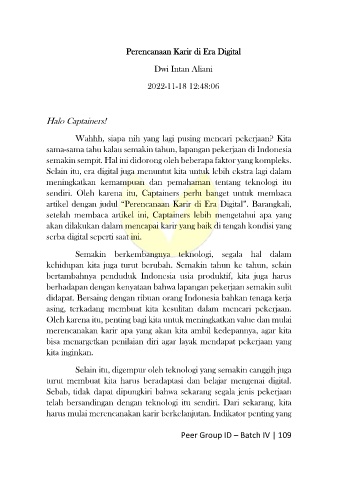 Perencanaan Karir di Era Digital
Dwi Intan Aliani
2022-11-18 12:48:06
Halo Captainers!
Wahhh, siapa nih yang lagi pusing mencari pekerjaan? Kita
sama-sama tahu kalau semakin tahun, lapangan pekerjaan di Indonesia
semakin sempit. Hal ini didorong oleh beberapa faktor yang kompleks.
Selain itu, era digital juga menuntut kita untuk lebih ekstra lagi dalam
meningkatkan kemampuan dan pemahaman tentang teknologi itu
sendiri. Oleh karena itu, Captainers perlu banget untuk membaca
artikel dengan judul “Perencanaan Karir di Era Digital”. Barangkali,
setelah membaca artikel ini, Captainers lebih mengetahui apa yang
akan dilakukan dalam mencapai karir yang baik di tengah kondisi yang
serba digital seperti saat ini.
Semakin berkembangnya teknologi, segala hal dalam
kehidupan kita juga turut berubah. Semakin tahun ke tahun, selain
bertambahnya penduduk Indonesia usia produktif, kita juga harus
berhadapan dengan kenyataan bahwa lapangan pekerjaan semakin sulit
didapat. Bersaing dengan ribuan orang Indonesia bahkan tenaga kerja
asing, terkadang membuat kita kesulitan dalam mencari pekerjaan.
Oleh karena itu, penting bagi kita untuk meningkatkan value dan mulai
merencanakan karir apa yang akan kita ambil kedepannya, agar kita
bisa menargetkan penilaian diri agar layak mendapat pekerjaan yang
kita inginkan.
Selain itu, digempur oleh teknologi yang semakin canggih juga
turut membuat kita harus beradaptasi dan belajar mengenai digital.
Sebab, tidak dapat dipungkiri bahwa sekarang segala jenis pekerjaan
telah bersandingan dengan teknologi itu sendiri. Dari sekarang, kita
harus mulai merencanakan karir berkelanjutan. Indikator penting yang
Peer Group ID – Batch IV | 109